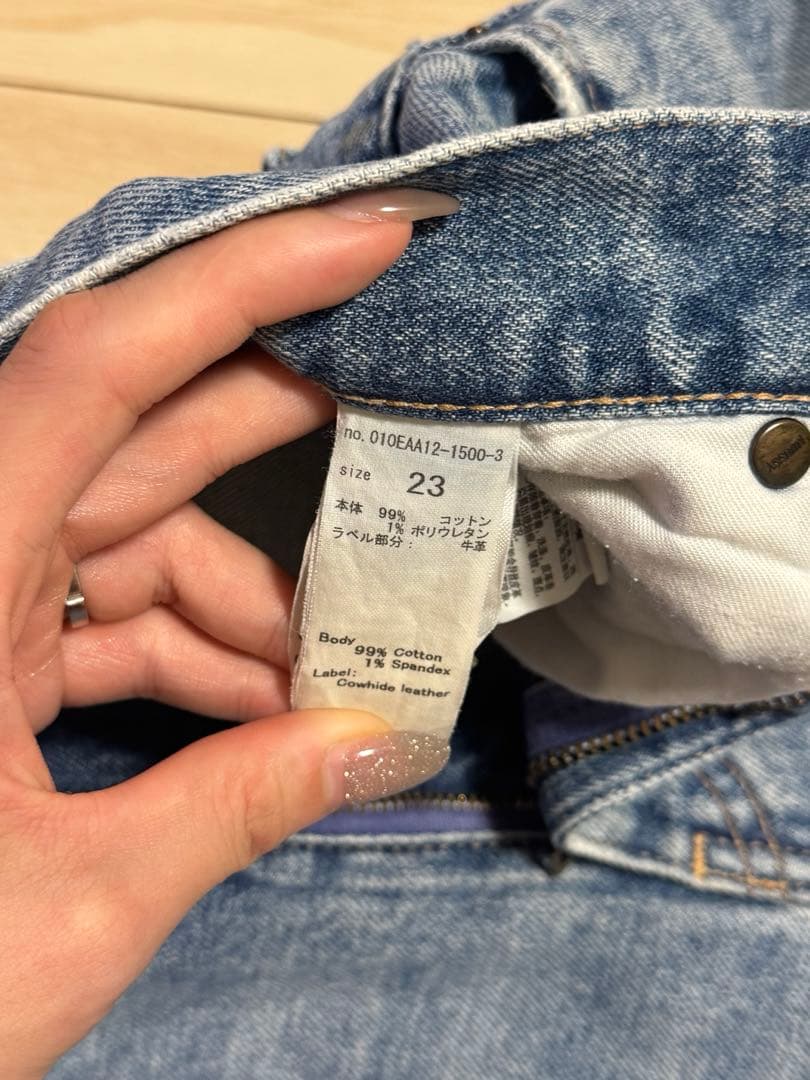 no. 010EAA12-1500-3
size 23
本体 99% コットン
1% ポリウレタン
ラベル部分: 牛革
Body
99% Cotton
1% Spandex
Label:
Cowhide leather